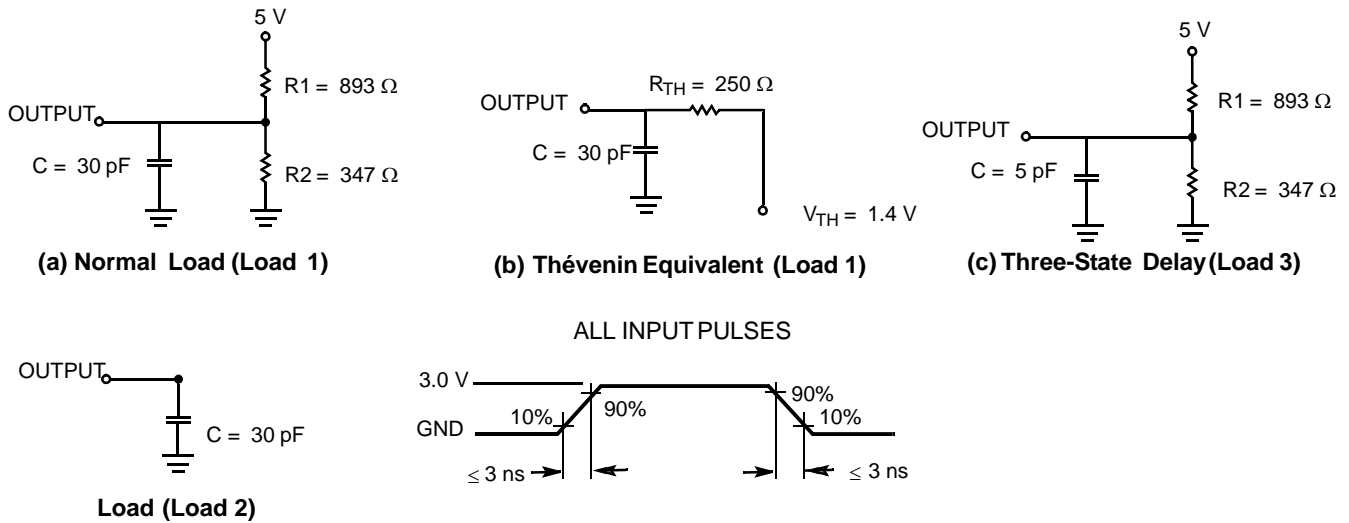 5 V
R1 = 893 Ω
OUTPUT
C = 30 pF
R2 = 347 Ω
(a) Normal Load (Load 1)
R_TH = 250 Ω
OUTPUT
C = 30 pF
V_TH = 1.4 V
(b) Thévenin Equivalent (Load 1)
5 V
R1 = 893 Ω
OUTPUT
C = 5 pF
R2 = 347 Ω
(c) Three-State Delay (Load 3)
OUTPUT
C = 30 pF
Load (Load 2)
ALL INPUT PULSES
3.0 V
90%
90%
10%
10%
GND
≤ 3 ns
≤ 3 ns